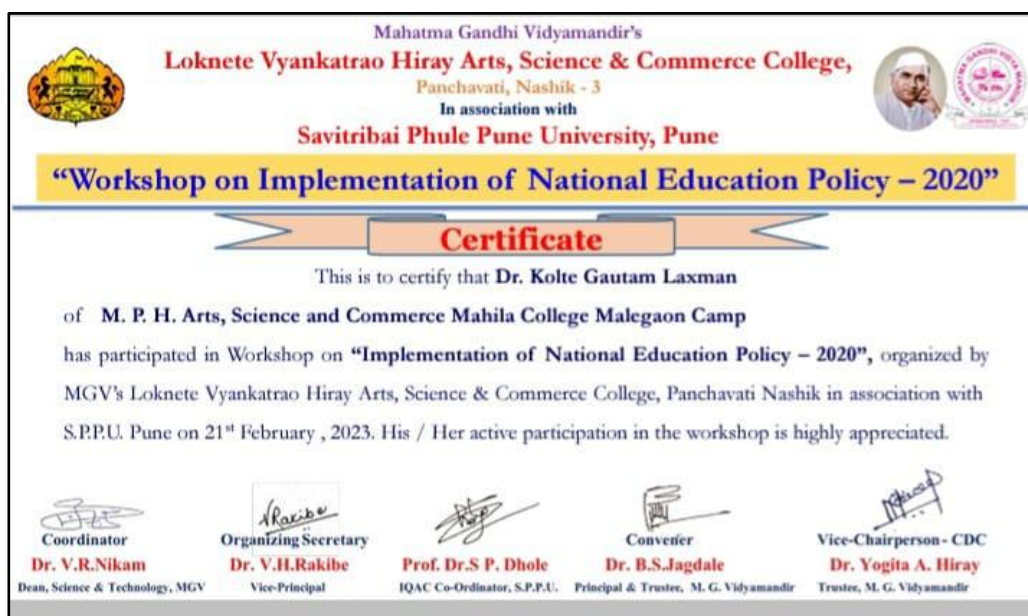 Mahatma Gandhi Vidyamandir's
Loknete Vyankatrao Hiray Arts, Science & Commerce College,
Panchavati, Nashik - 3
In association with
Savitribai Phule Pune University, Pune
“Workshop on Implementation of National Education Policy – 2020”
Certificate
This is to certify that Dr. Kolte Gautam Laxman
of M. P. H. Arts, Science and Commerce Mahila College Malegaon Camp
has participated in Workshop on “Implementation of National Education Policy – 2020”, organized by
MGV's Loknete Vyankatrao Hiray Arts, Science & Commerce College, Panchavati Nashik in association with
S.P.P.U. Pune on 21st February , 2023. His / Her active participation in the workshop is highly appreciated.
VRakibe
Coordinator Organizing Secretary Convener Vice-Chairperson - CDC
Dr. V.R.Nikam Dr. V.H.Rakibe Prof. Dr.S P. Dhole Dr. B.S.Jagdale Dr. Yogita A. Hiray
Dean, Science & Technology, MGV Vice-Principal IQAC Co-Ordinator, S.P.P.U. Principal & Trustee, M. G. Vidyamandir Trustee, M. G. Vidyamandir